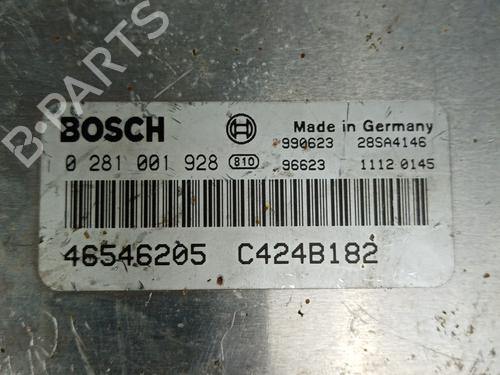 B-PARTS
BOSCH
Made in Germany
990623 28SA4146
0 281 001 928 810 96623 1112 0145
46546205 C424B182